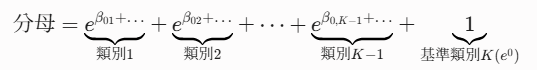 分母 = e^{β_{01}+…} + e^{β_{02}+…} + ⋯ + e^{β_{0,K−1}+…} + 1
類別1 類別2 類別K−1 基準類別K(e^0)